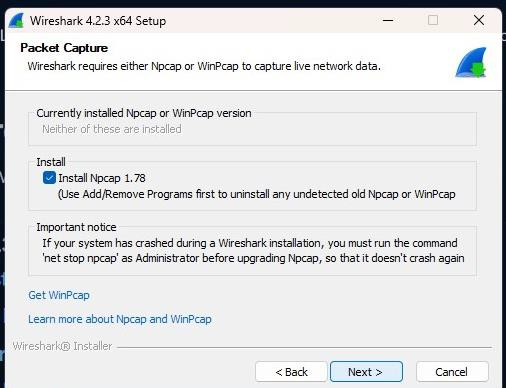 Wireshark 4.2.3 x64 Setup
Packet Capture
Wireshark requires either Npcap or WinPcap to capture live network data.
Currently installed Npcap or WinPcap version
Neither of these are installed
Install
Install Npcap 1.78
(Use Add/Remove Programs first to uninstall any undetected old Npcap or WinPcap
Important notice
If your system has crashed during a Wireshark installation, you must run the command
'net stop npcap' as Administrator before upgrading Npcap, so that it doesn't crash again
Get WinPcap
Learn more about Npcap and WinPcap
Wireshark® Installer
< Back
Next >
Cancel